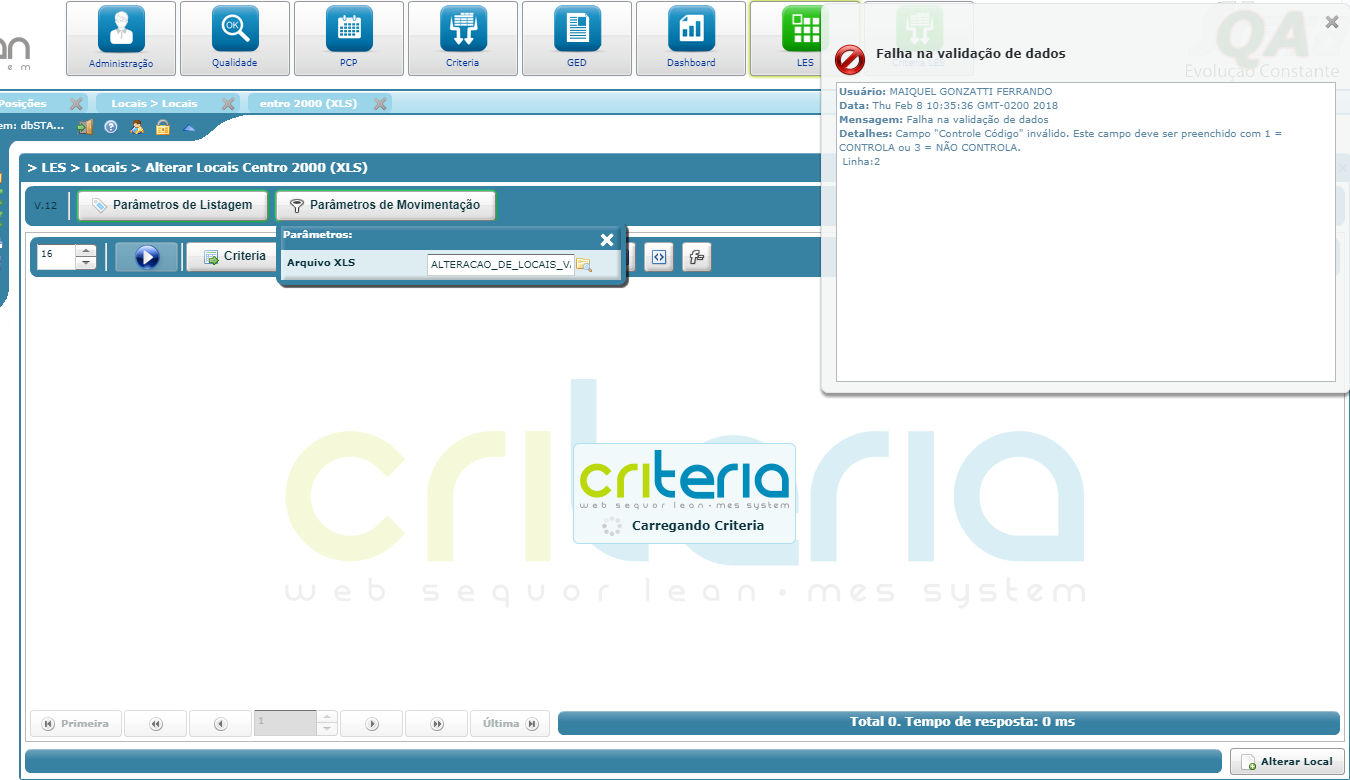 an
em
Administração
Qualidade
PCP
Criteria
GED
Dashboard
LES
QA
Evolução Constante
Falha na validação de dados
Usuário: MAIQUEL GONZATTI FERRANDO
Data: Thu Feb 8 10:35:36 GMT-0200 2018
Mensagem: Falha na validação de dados
Detalhes: Campo "Controle Código" inválido. Este campo deve ser preenchido com 1 =
CONTROLA ou 3 = NÃO CONTROLA.
Linha:2
Posições
Locais > Locais
entro 2000 (XLS)
em: dbSTA...
> LES > Locais > Alterar Locais Centro 2000 (XLS)
V.12
Parâmetros de Listagem
Parâmetros de Movimentação
Parâmetros:
16
Criteria
Arquivo XLS
ALTERACAO_DE_LOCAIS_V
criteria
web sequor lean · mes system
Carregando Criteria
criteria
web sequor lean · mes system
Primeira
1
Última
Total 0. Tempo de resposta: 0 ms
Alterar Local